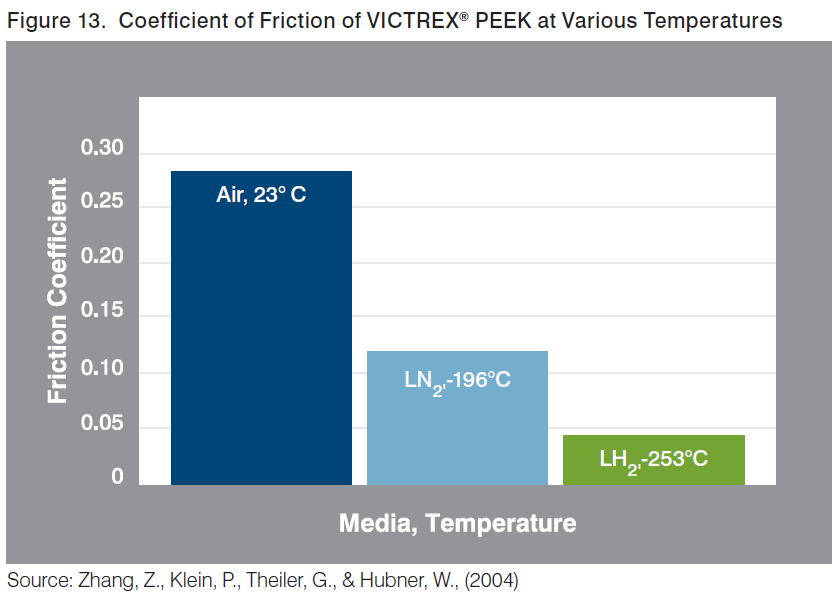 Figure 13. Coefficient of Friction of VICTREX® PEEK at Various Temperatures
Friction Coefficient
0.30
0.25
0.20
0.15
0.10
0.05
0
Air, 23° C
LN2,-196°C
LH2,-253°C
Media, Temperature
Source: Zhang, Z., Klein, P., Theiler, G., & Hubner, W., (2004)